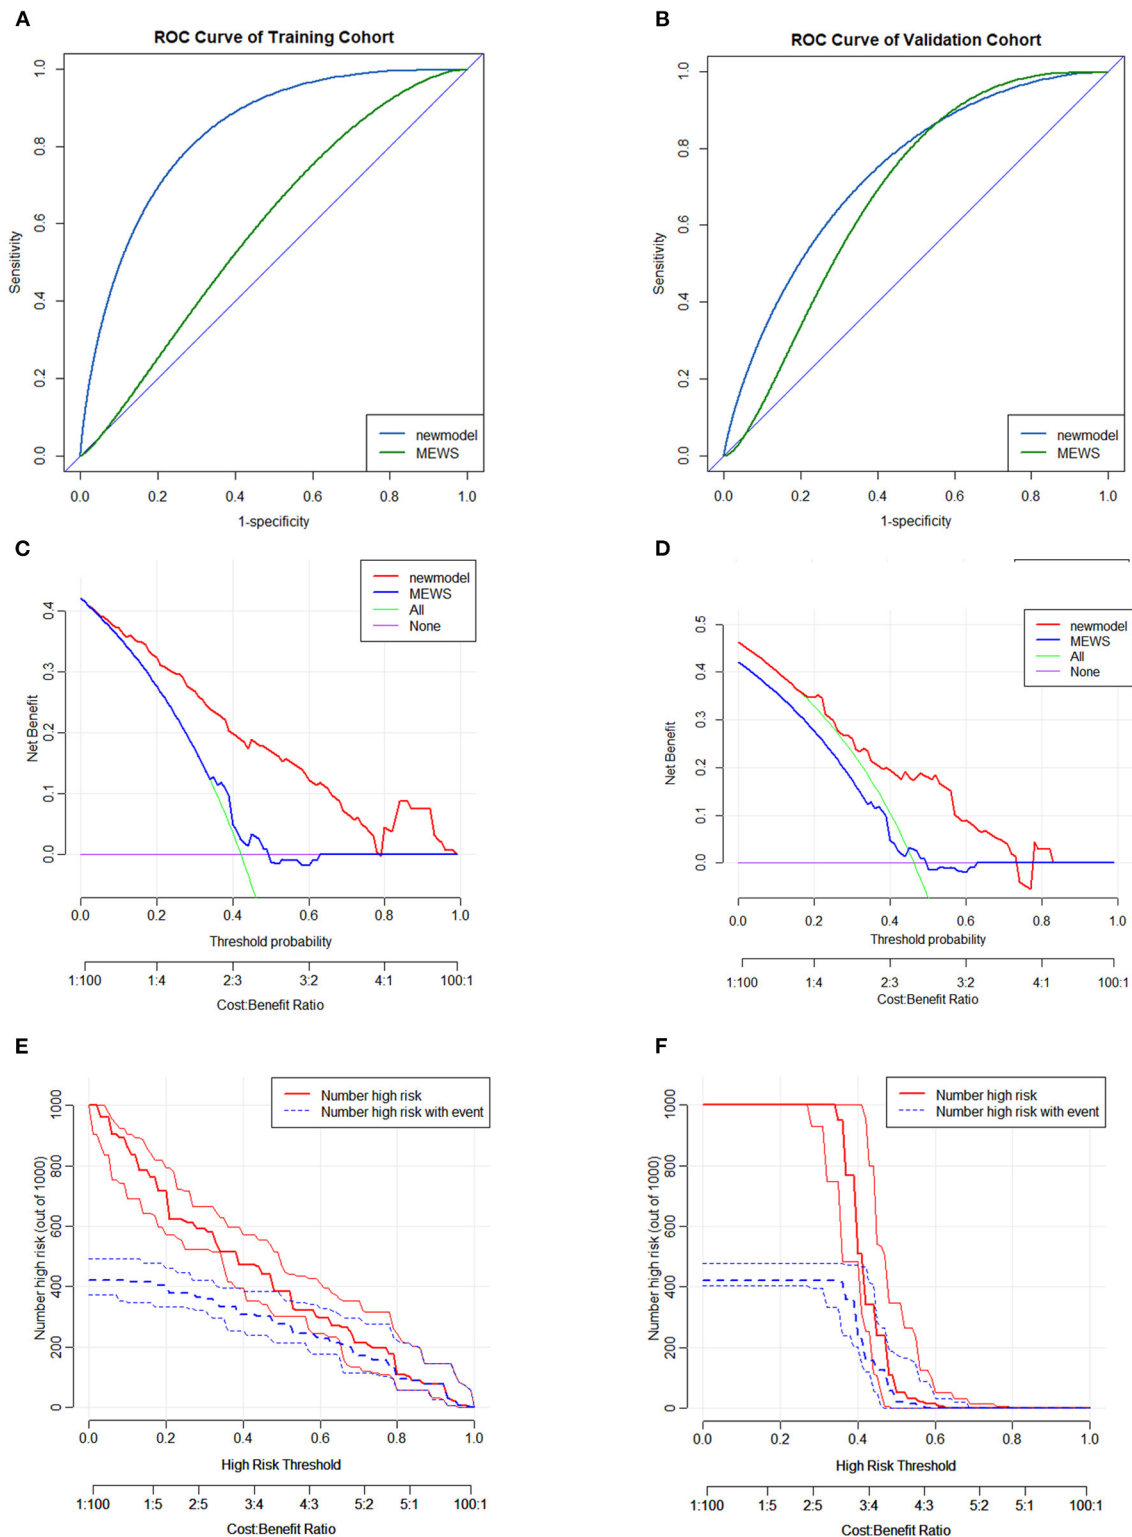 A
ROC Curve of Training Cohort
1.0
0.8
0.6
0.4
0.2
0.0
Sensitivity
newmodel
MEWS
0.0 0.2 0.4 0.6 0.8 1.0
1-specificity
B
ROC Curve of Validation Cohort
1.0
0.8
0.6
0.4
0.2
0.0
Sensitivity
newmodel
MEWS
0.0 0.2 0.4 0.6 0.8 1.0
1-specificity
C
newmodel
MEWS
All
None
0.4
0.3
0.2
0.1
0.0
Net Benefit
0.0 0.2 0.4 0.6 0.8 1.0
Threshold probability
1:100 1:4 2:3 3:2 4:1 100:1
Cost:Benefit Ratio
D
newmodel
MEWS
All
None
0.5
0.4
0.3
0.2
0.1
0.0
Net Benefit
0.0 0.2 0.4 0.6 0.8 1.0
Threshold probability
1:100 1:4 2:3 3:2 4:1 100:1
Cost:Benefit Ratio
E
Number high risk
Number high risk with event
1000
800
600
400
200
0
Number high risk (out of 1000)
0.0 0.2 0.4 0.6 0.8 1.0
High Risk Threshold
1:100 1:5 2:5 3:4 4:3 5:2 5:1 100:1
Cost:Benefit Ratio
F
Number high risk
Number high risk with event
1000
800
600
400
200
0
Number high risk (out of 1000)
0.0 0.2 0.4 0.6 0.8 1.0
High Risk Threshold
1:100 1:5 2:5 3:4 4:3 5:2 5:1 100:1
Cost:Benefit Ratio